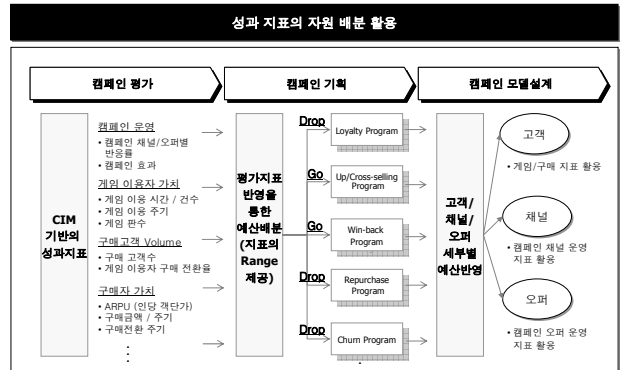 성과 지표의 자원 배분 활용
캠페인 평가
캠페인 기획
캠페인 모델설계
CIM
기반의
성과지표
캠페인 운영
• 캠페인 채널/오퍼별
반응률
• 캠페인 효과
게임 이용자 가치
• 게임 이용 시간 / 건수
• 게임 이용 주기
• 게임 판수
구매고객 Volume
• 구매 고객수
• 게임 이용자 구매 전환율
구매자 가치
• ARPU (인당 객단가)
• 구매금액 / 주기
• 구매전환 주기
평가지표
반영을
통한
예산배분
(지표의
Range
제공)
Drop
Loyalty Program
Go
Up/Cross-selling
Program
Go
Win-back
Program
Drop
Repurchase
Program
Drop
Churn Program
고객/
채널/
오퍼
세부별
예산반영
고객
• 게임/구매 지표 활용
채널
• 캠페인 채널 운영
지표 활용
오퍼
• 캠페인 오퍼 운영
지표 활용